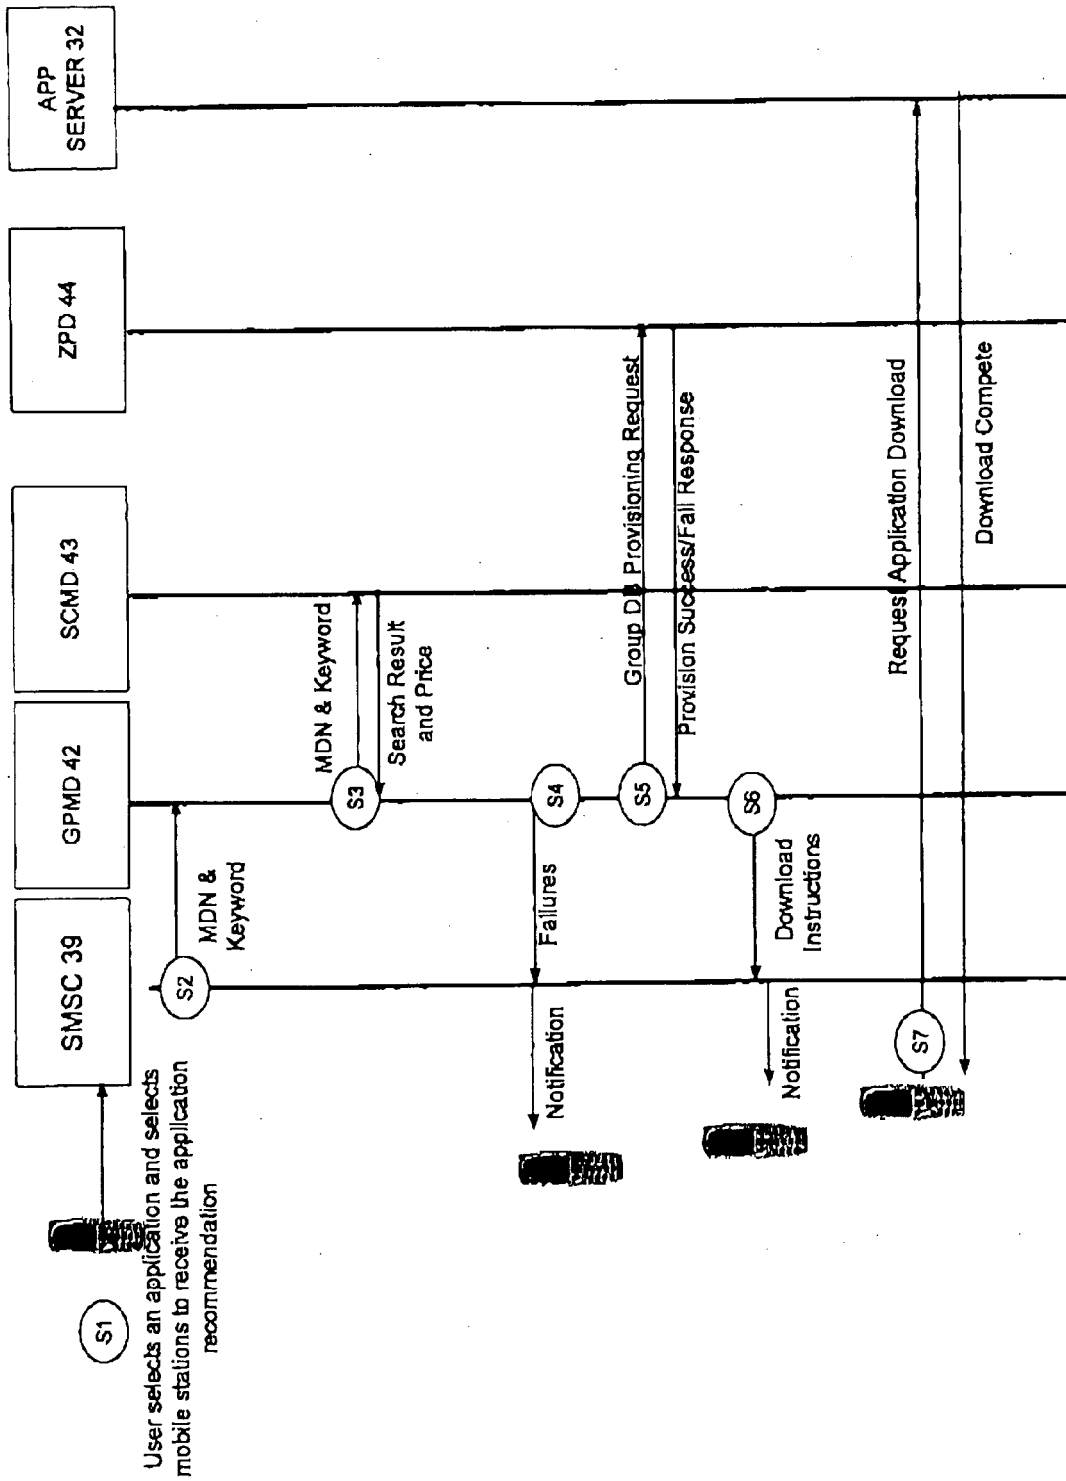 SMSC 39
GPMD 42
SCMD 43
ZPD 44
APP
SERVER 32
S1
User selects an application and selects
mobile stations to receive the application
recommendation
S2
MDN &
Keyword
S3
MDN & Keyword
Search Result
and Price
S4
Failures
Notification
S5
Group DB Provisioning Request
Provision Success/Fail Response
S6
Download
Instructions
Notification
S7
Request Application Download
Download Compete